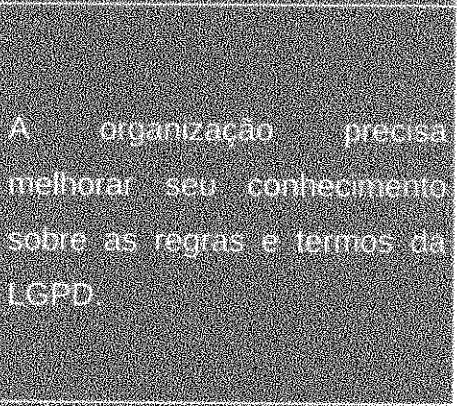 A organização precisa
melhorar seu conhecimento
sobre as regras e termos da
LGPD.